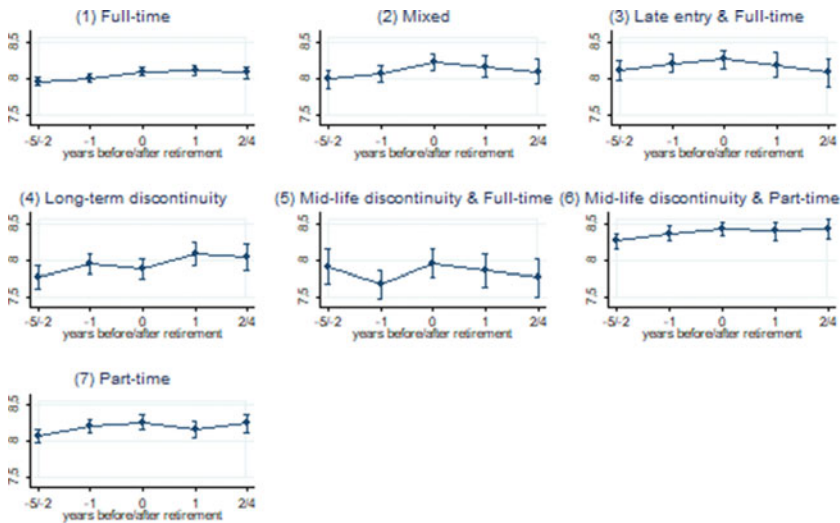 (1) Full-time
8.5
8
7.5
-5/-2 -1 0 1 2/4
years before/after retirement
(2) Mixed
8.5
8
7.5
-5/-2 -1 0 1 2/4
years before/after retirement
(3) Late entry & Full-time
8.5
8
7.5
-5/-2 -1 0 1 2/4
years before/after retirement
(4) Long-term discontinuity
8.5
8
7.5
-5/-2 -1 0 1 2/4
years before/after retirement
(5) Mid-life discontinuity & Full-time
8.5
8
7.5
-5/-2 -1 0 1 2/4
years before/after retirement
(6) Mid-life discontinuity & Part-time
8.5
8
7.5
-5/-2 -1 0 1 2/4
years before/after retirement
(7) Part-time
8.5
8
7.5
-5/-2 -1 0 1 2/4
years before/after retirement